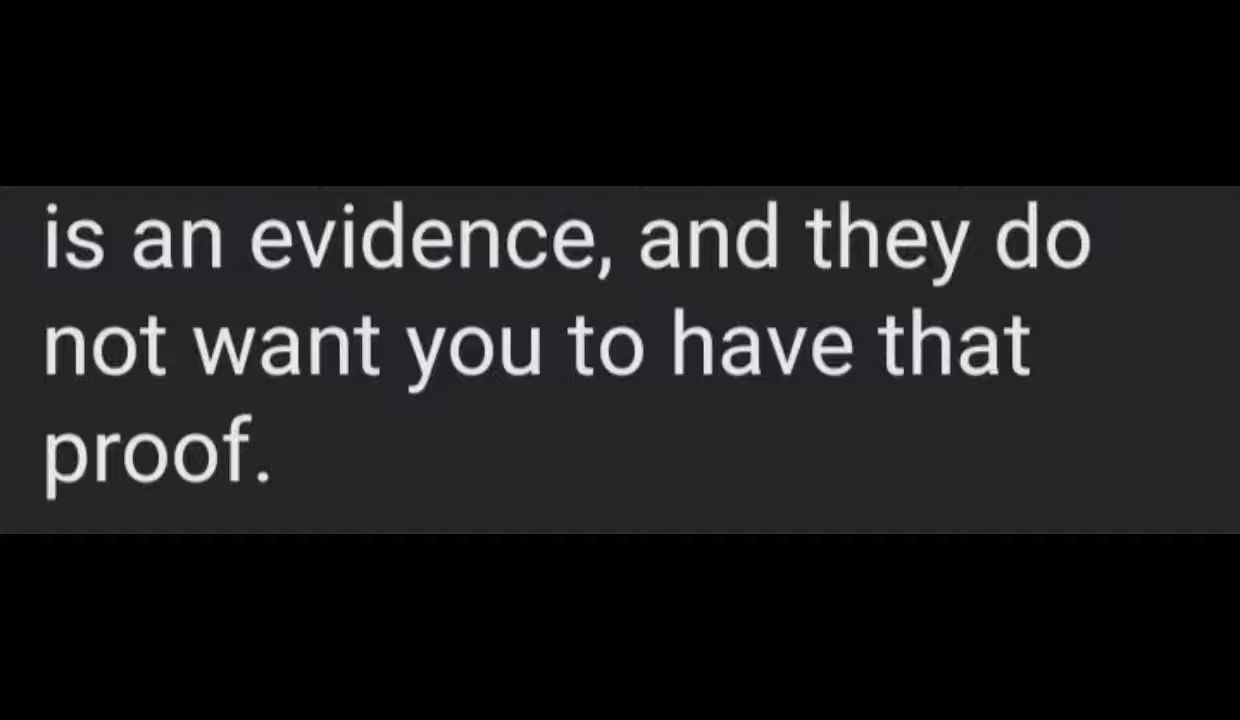 is an evidence, and they do
not want you to have that
proof.